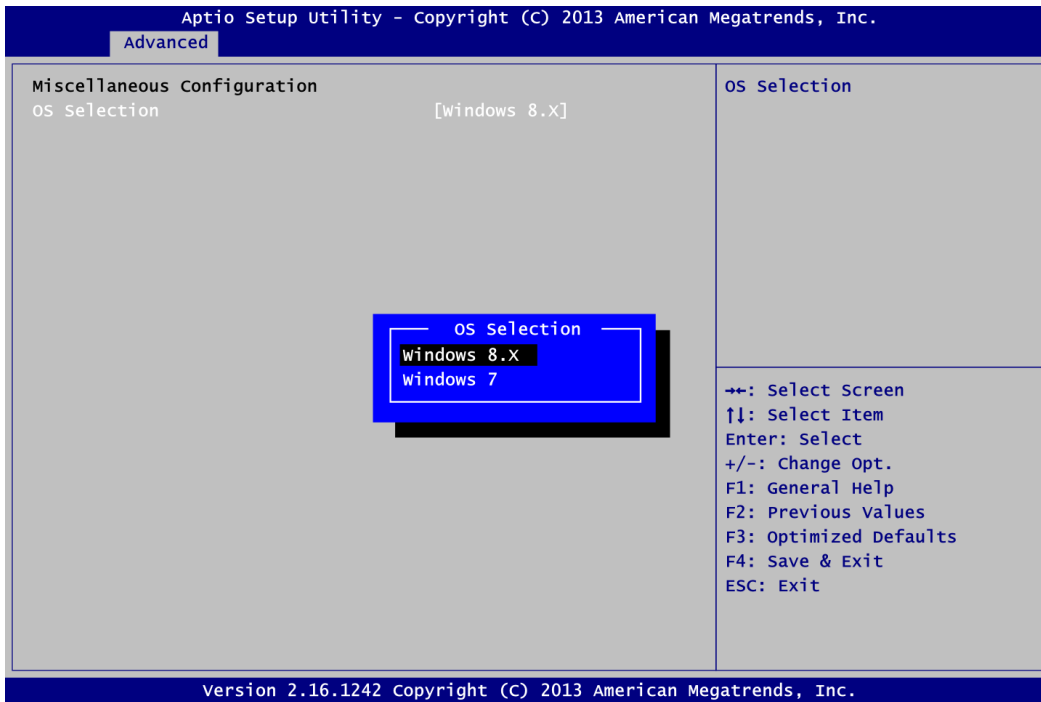 Aptio Setup Utility – Copyright (C) 2013 American Megatrends, Inc.
Advanced
Miscellaneous Configuration
OS Selection [Windows 8.X]
OS Selection
OS Selection
Windows 8.X
Windows 7
→←: Select Screen
↑↓: Select Item
Enter: Select
+/-: Change Opt.
F1: General Help
F2: Previous Values
F3: Optimized Defaults
F4: Save & Exit
ESC: Exit
Version 2.16.1242 Copyright (C) 2013 American Megatrends, Inc.